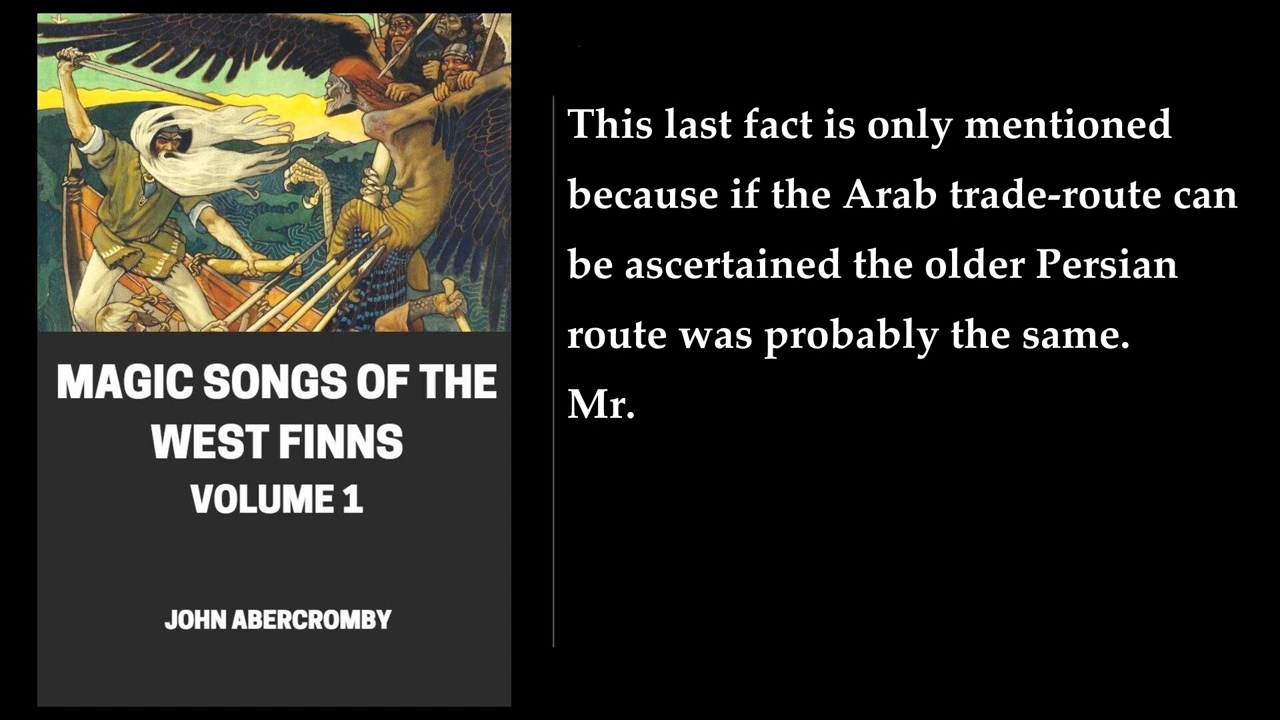 MAGIC SONGS OF THE
WEST FINNS
VOLUME 1
JOHN ABERCROMBY
This last fact is only mentioned
because if the Arab trade-route can
be ascertained the older Persian
route was probably the same.
Mr.